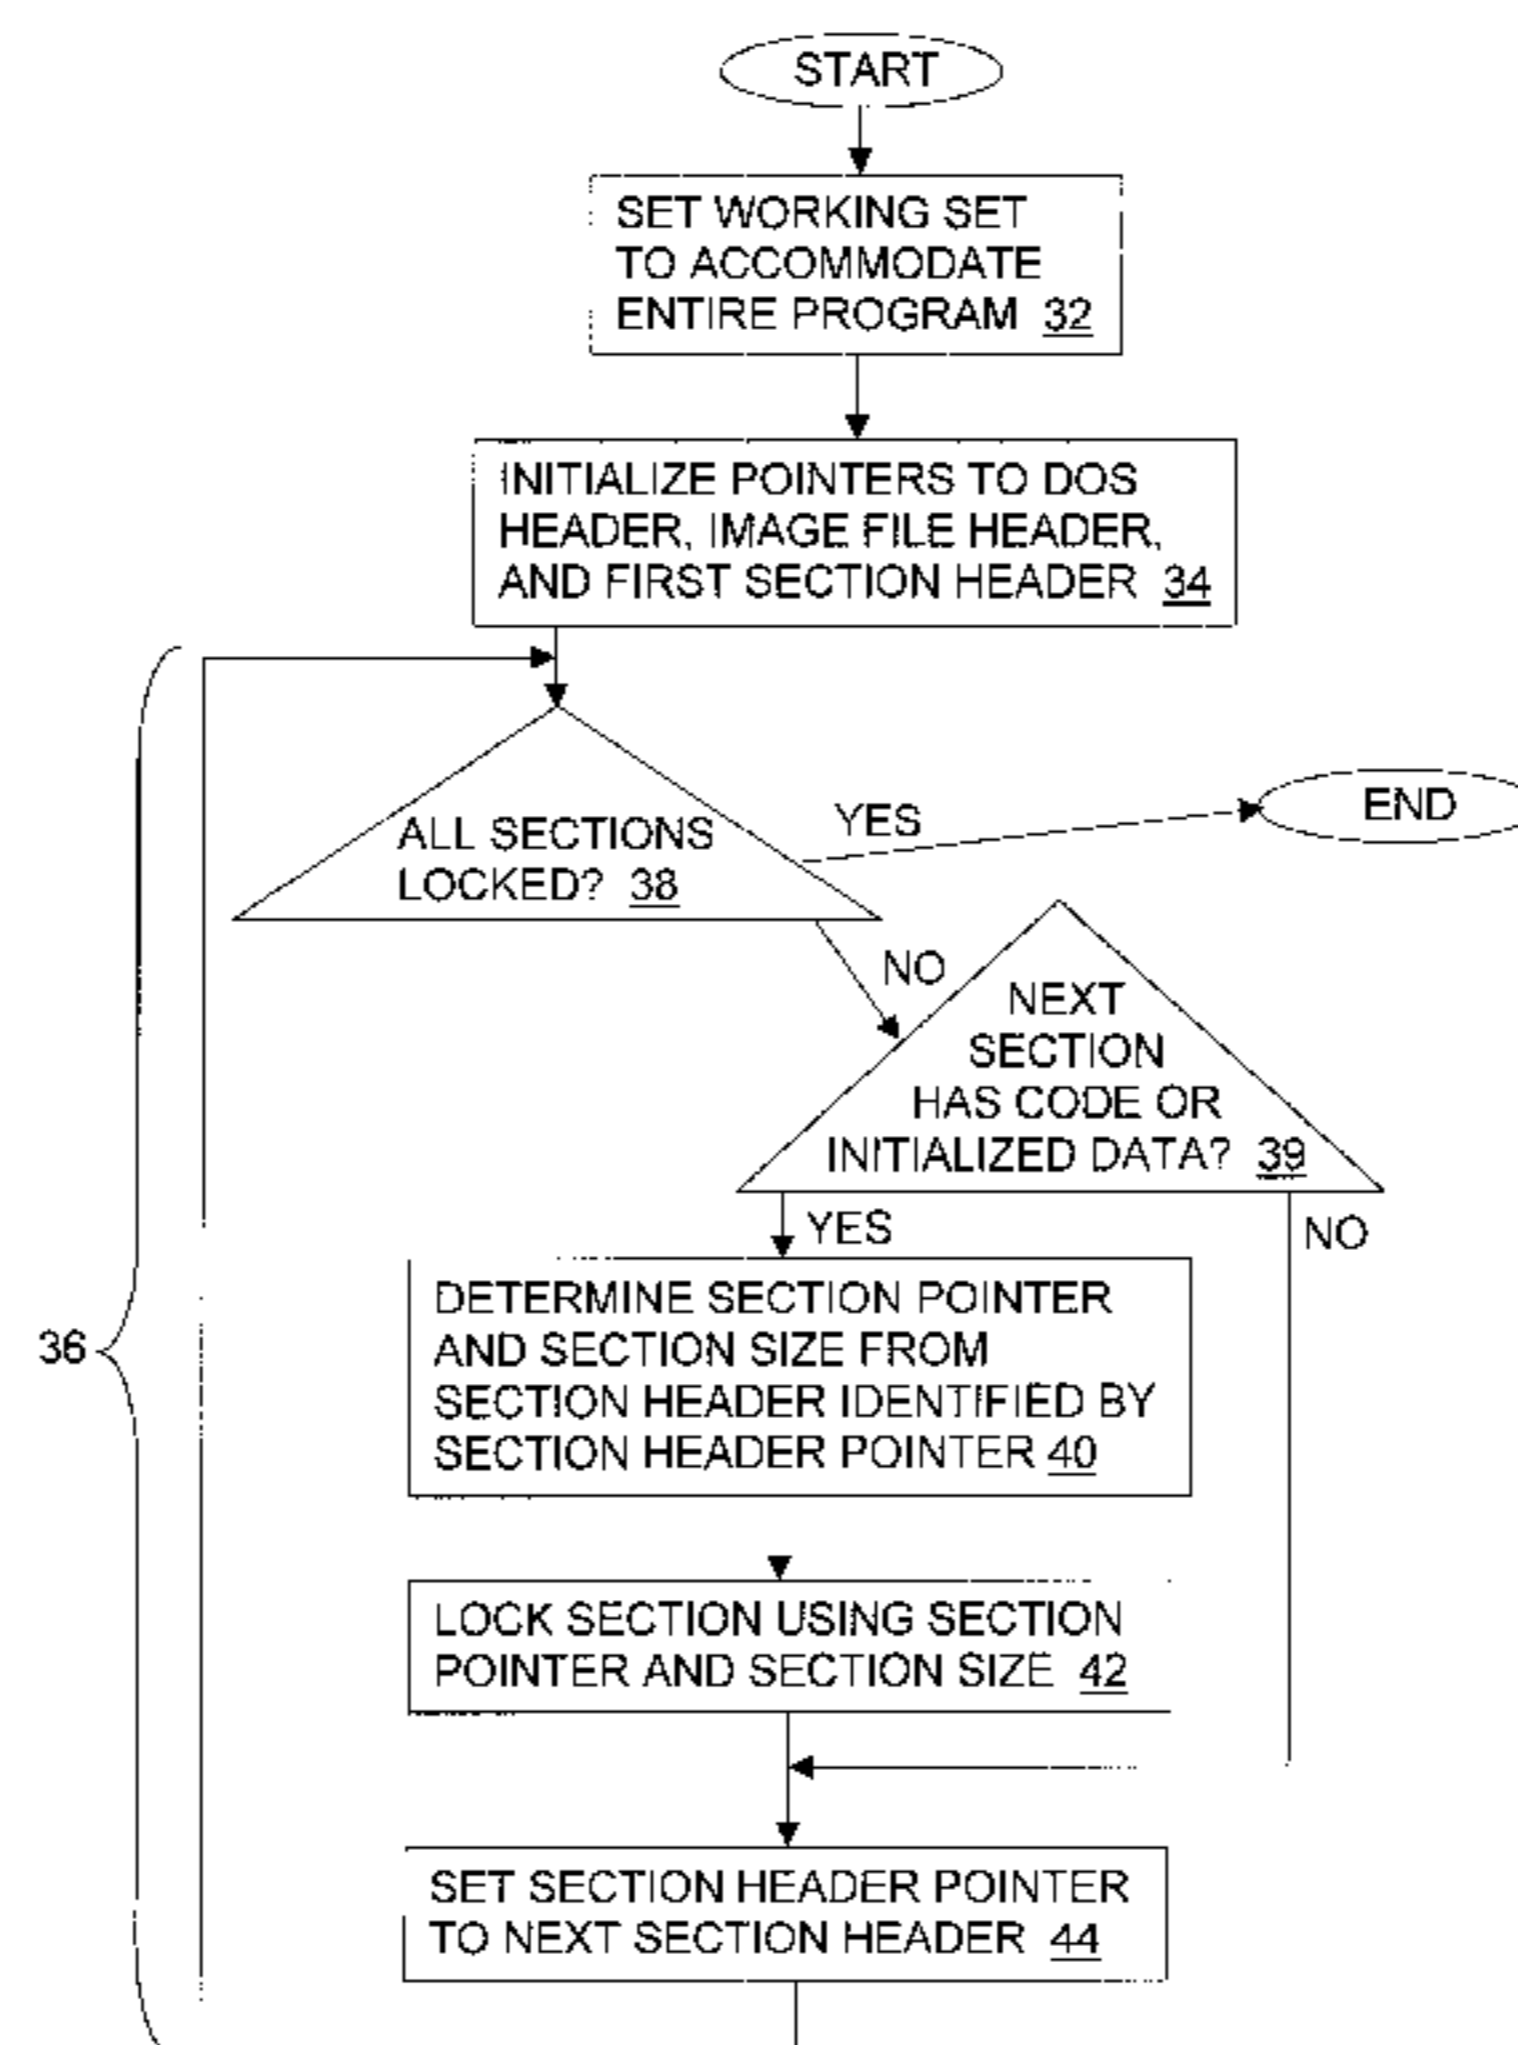 START
SET WORKING SET
TO ACCOMMODATE
ENTIRE PROGRAM 32
INITIALIZE POINTERS TO DOS
HEADER, IMAGE FILE HEADER,
AND FIRST SECTION HEADER 34
ALL SECTIONS
LOCKED? 38
YES
END
NO
NEXT
SECTION
HAS CODE OR
INITIALIZED DATA? 39
YES
NO
DETERMINE SECTION POINTER
AND SECTION SIZE FROM
SECTION HEADER IDENTIFIED BY
SECTION HEADER POINTER 40
36
LOCK SECTION USING SECTION
POINTER AND SECTION SIZE 42
SET SECTION HEADER POINTER
TO NEXT SECTION HEADER 44